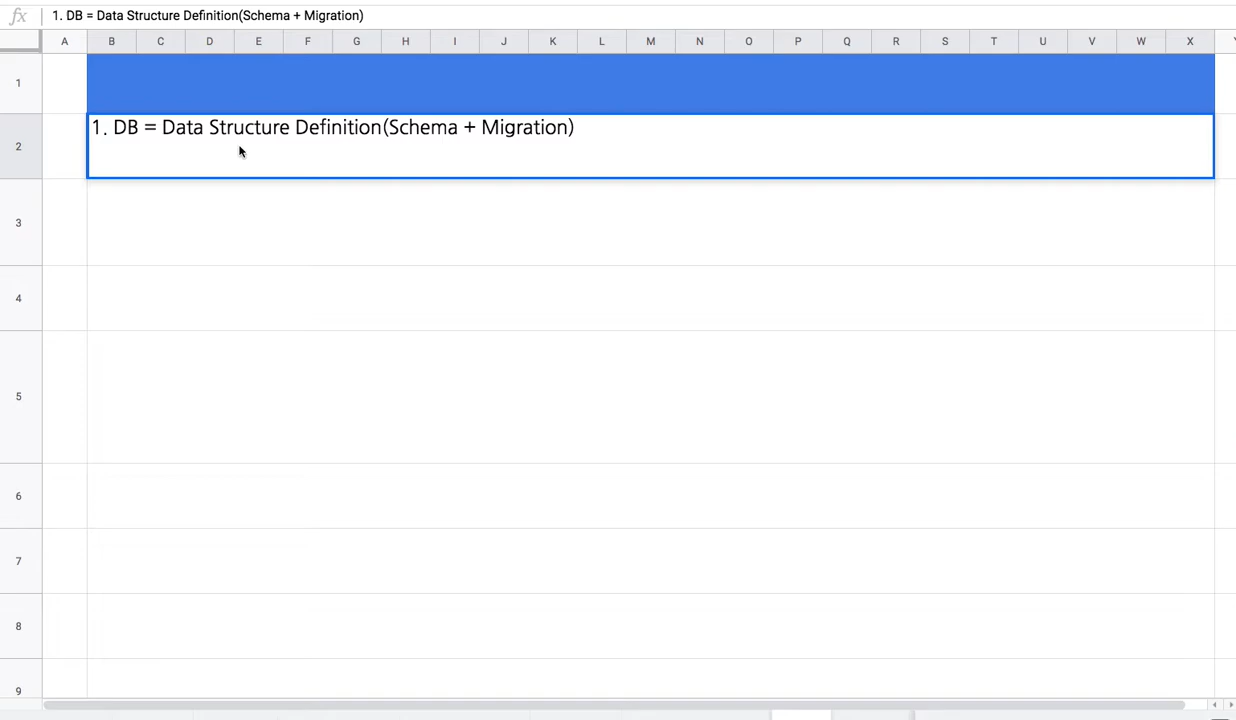 fx 1. DB = Data Structure Definition(Schema + Migration)
A B C D E F G H I J K L M N O P Q R S T U V W X
1
2 1. DB = Data Structure Definition(Schema + Migration)
3
4
5
6
7
8
9